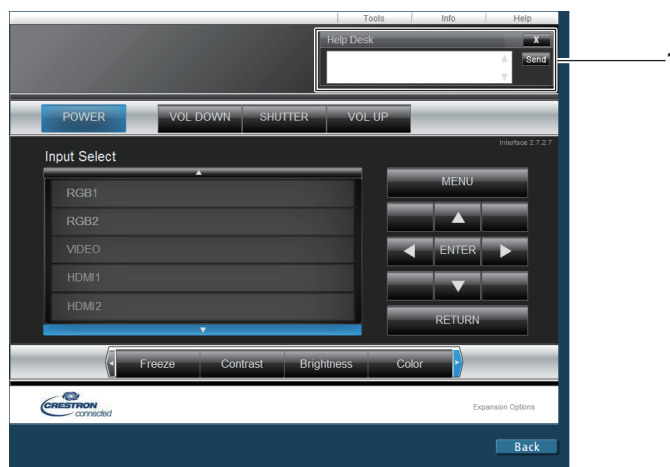 Tools Info Help
Help Desk X
Send
POWER VOL DOWN SHUTTER VOL UP
Interface 2.7.2.7
Input Select
RGB1
MENU
RGB2
VIDEO
ENTER
HDMI1
HDMI2
RETURN
Freeze Contrast Brightness Color
CRESTRON
connected
Expansion Options
Back